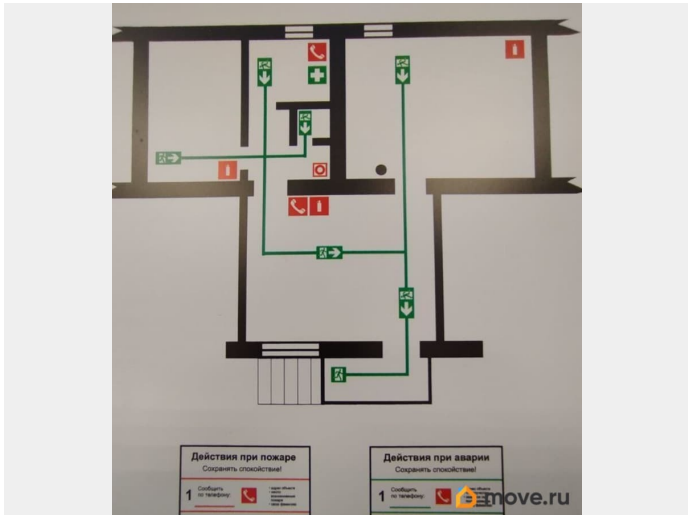 Действия при пожаре
Сохранять спокойствие!
1
Сообщить
по телефону:
Действия при аварии
Сохранять спокойствие!
1
Сообщить
по телефону:
move.ru